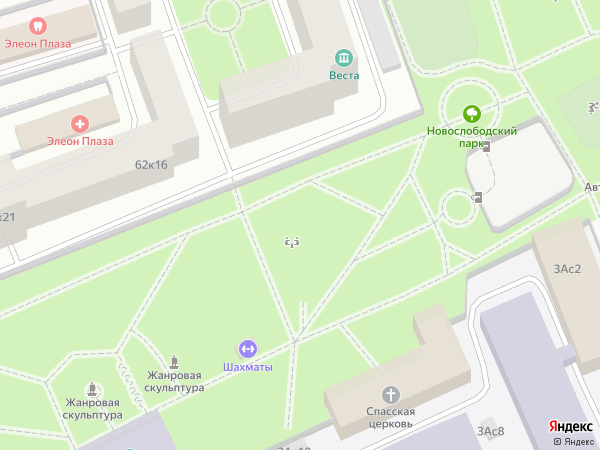 Элеон Плаза
Веста
Элеон Плаза
Новослободский
парк
62к16
к21
Авт
3Ас2
Жанровая
скульптура
Шахматы
Жанровая
скульптура
Спасская
церковь
3Ас8
Яндекс
© Яндекс